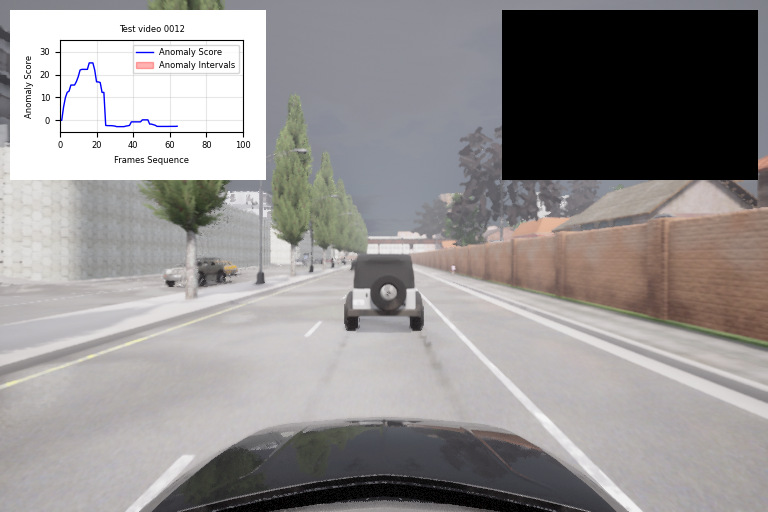 Test video 0012
Anomaly Score
Anomaly Intervals
Anomaly Score
30
20
10
0
0 20 40 60 80 100
Frames Sequence